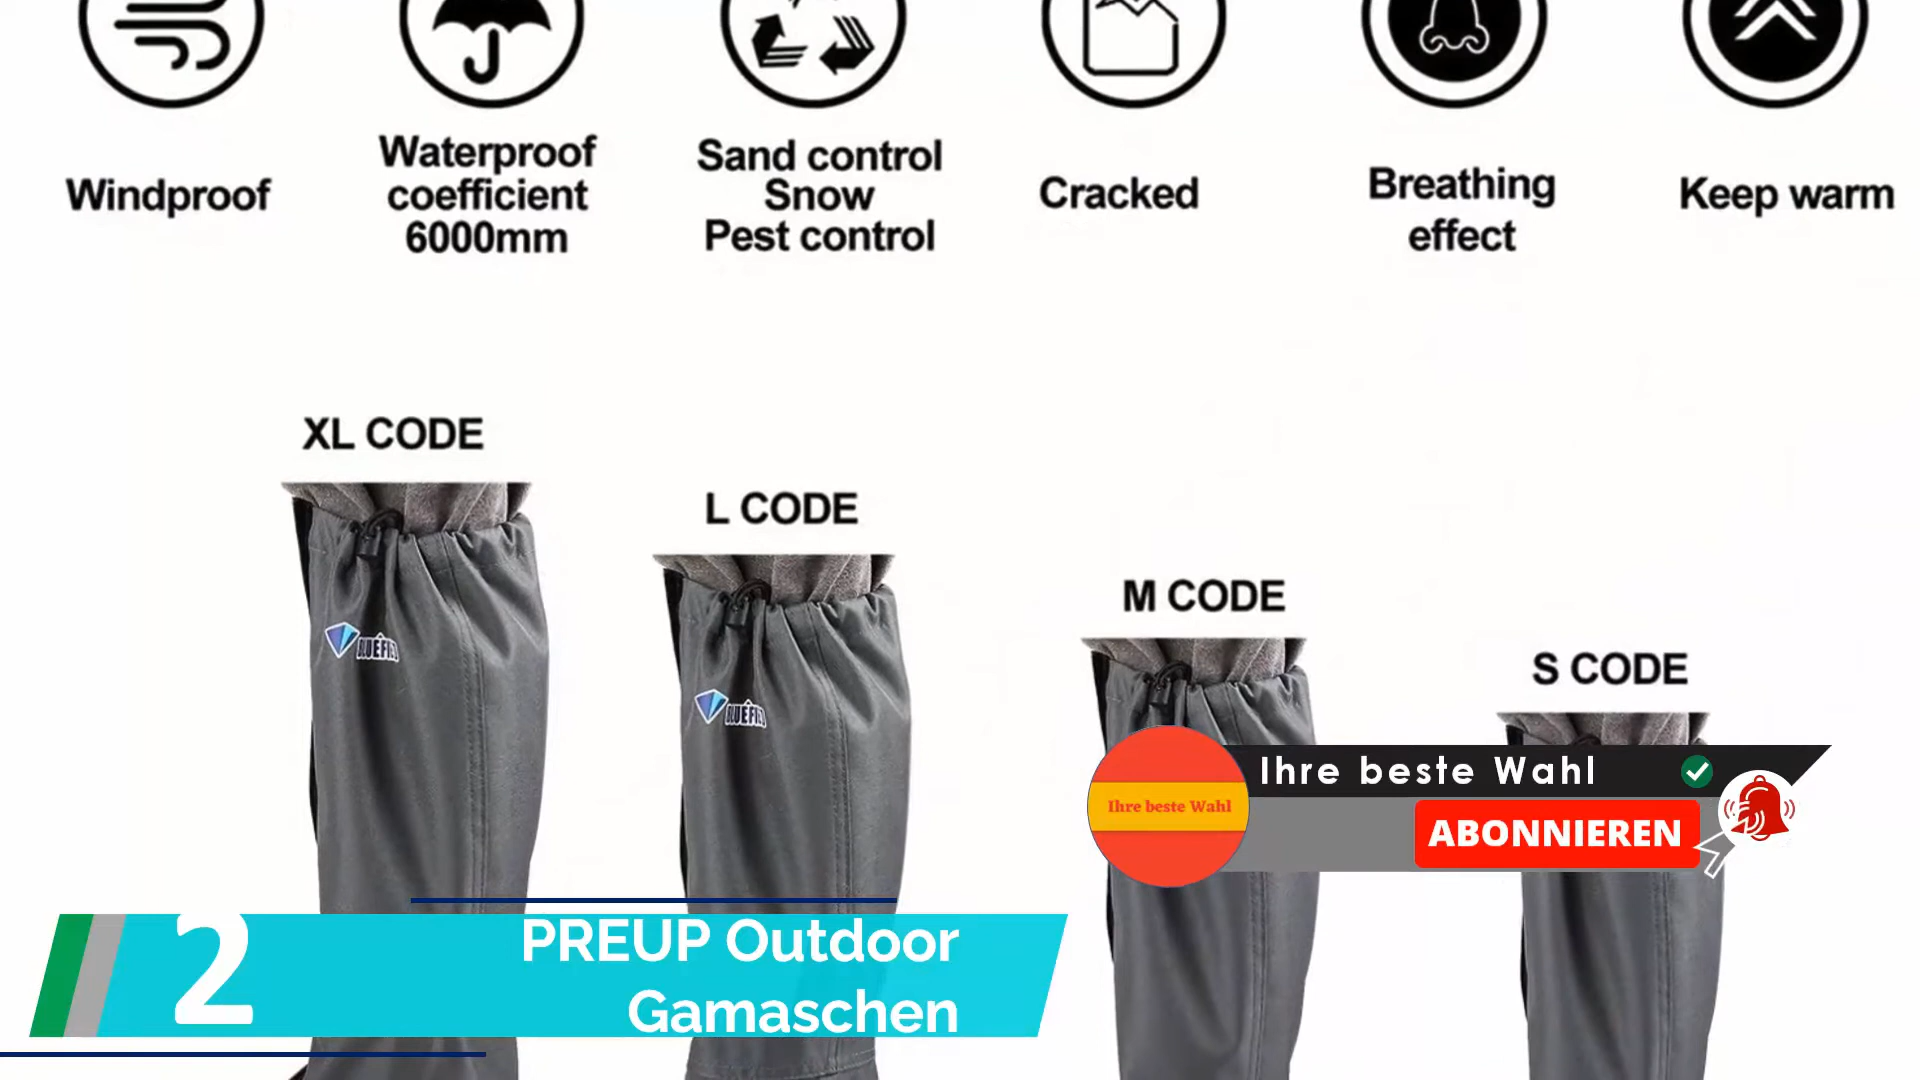 Windproof
Waterproof
coefficient
6000mm
Sand control
Snow
Pest control
Cracked
Breathing
effect
Keep warm
XL CODE
L CODE
M CODE
S CODE
Ihre beste Wahl
Ihre beste Wahl
ABONNIEREN
2
PREUP Outdoor
Gamaschen